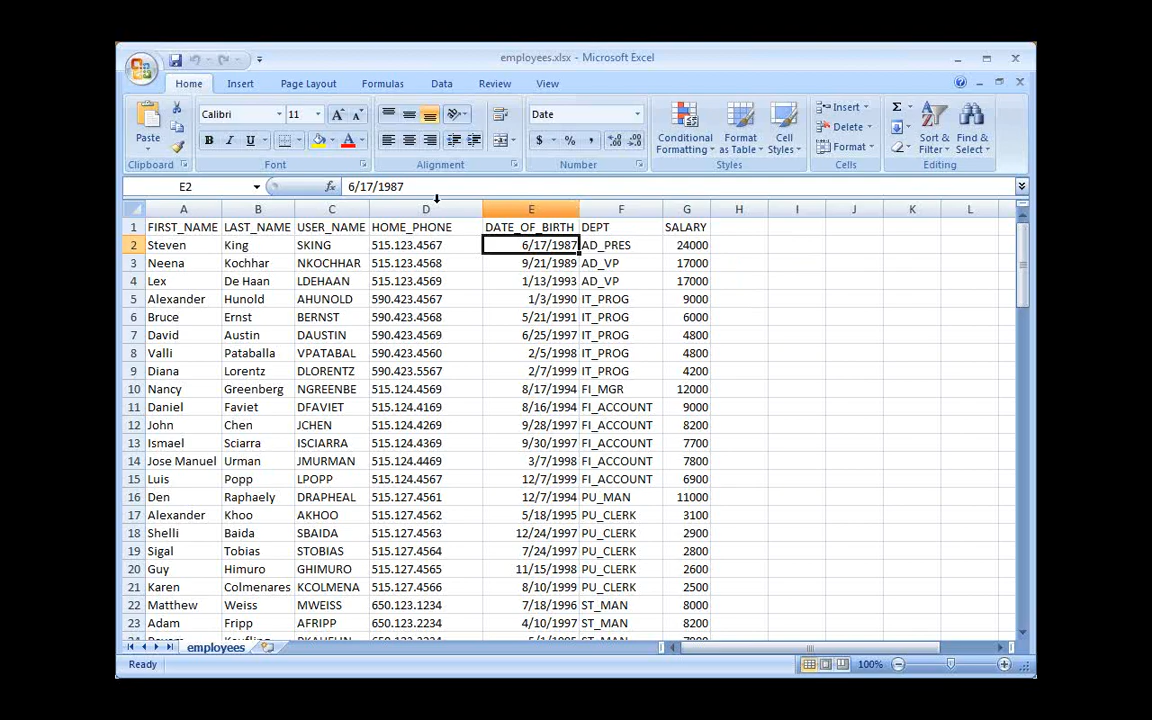 employees.xlsx - Microsoft Excel
Home Insert Page Layout Formulas Data Review View
Calibri 11 Date
Paste B I U A $ % , Conditional Formatting Format as Table Cell Styles Insert Delete Format Σ Sort & Filter Find & Select
Clipboard Font Alignment Number Styles Cells Editing
E2 fx 6/17/1987
A B C D E F G H I J K L
1 FIRST_NAME LAST_NAME USER_NAME HOME_PHONE DATE_OF_BIRTH DEPT SALARY
2 Steven King SKING 515.123.4567 6/17/1987 AD_PRES 24000
3 Neena Kochhar NKOCHHAR 515.123.4568 9/21/1989 AD_VP 17000
4 Lex De Haan LDEHAAN 515.123.4569 1/13/1993 AD_VP 17000
5 Alexander Hunold AHUNOLD 590.423.4567 1/3/1990 IT_PROG 9000
6 Bruce Ernst BERNST 590.423.4568 5/21/1991 IT_PROG 6000
7 David Austin DAUSTIN 590.423.4569 6/25/1997 IT_PROG 4800
8 Valli Pataballa VPATABAL 590.423.4560 2/5/1998 IT_PROG 4800
9 Diana Lorentz DLORENTZ 590.423.5567 2/7/1999 IT_PROG 4200
10 Nancy Greenberg NGREENBE 515.124.4569 8/17/1994 FI_MGR 12000
11 Daniel Faviet DFAVIET 515.124.4169 8/16/1994 FI_ACCOUNT 9000
12 John Chen JCHEN 515.124.4269 9/28/1997 FI_ACCOUNT 8200
13 Ismael Sciarra ISCIARRA 515.124.4369 9/30/1997 FI_ACCOUNT 7700
14 Jose Manuel Urman JMURMAN 515.124.4469 3/7/1998 FI_ACCOUNT 7800
15 Luis Popp LPOPP 515.124.4567 12/7/1999 FI_ACCOUNT 6900
16 Den Raphaely DRAPHEAL 515.127.4561 12/7/1994 PU_MAN 11000
17 Alexander Khoo AKHOO 515.127.4562 5/18/1995 PU_CLERK 3100
18 Shelli Baida SBAIDA 515.127.4563 12/24/1997 PU_CLERK 2900
19 Sigal Tobias STOBIAS 515.127.4564 7/24/1997 PU_CLERK 2800
20 Guy Himuro GHIMURO 515.127.4565 11/15/1998 PU_CLERK 2600
21 Karen Colmenares KCOLMENA 515.127.4566 8/10/1999 PU_CLERK 2500
22 Matthew Weiss MWEISS 650.123.1234 7/18/1996 ST_MAN 8000
23 Adam Fripp AFRIPP 650.123.2234 4/10/1997 ST_MAN 8200
employees
Ready 100%